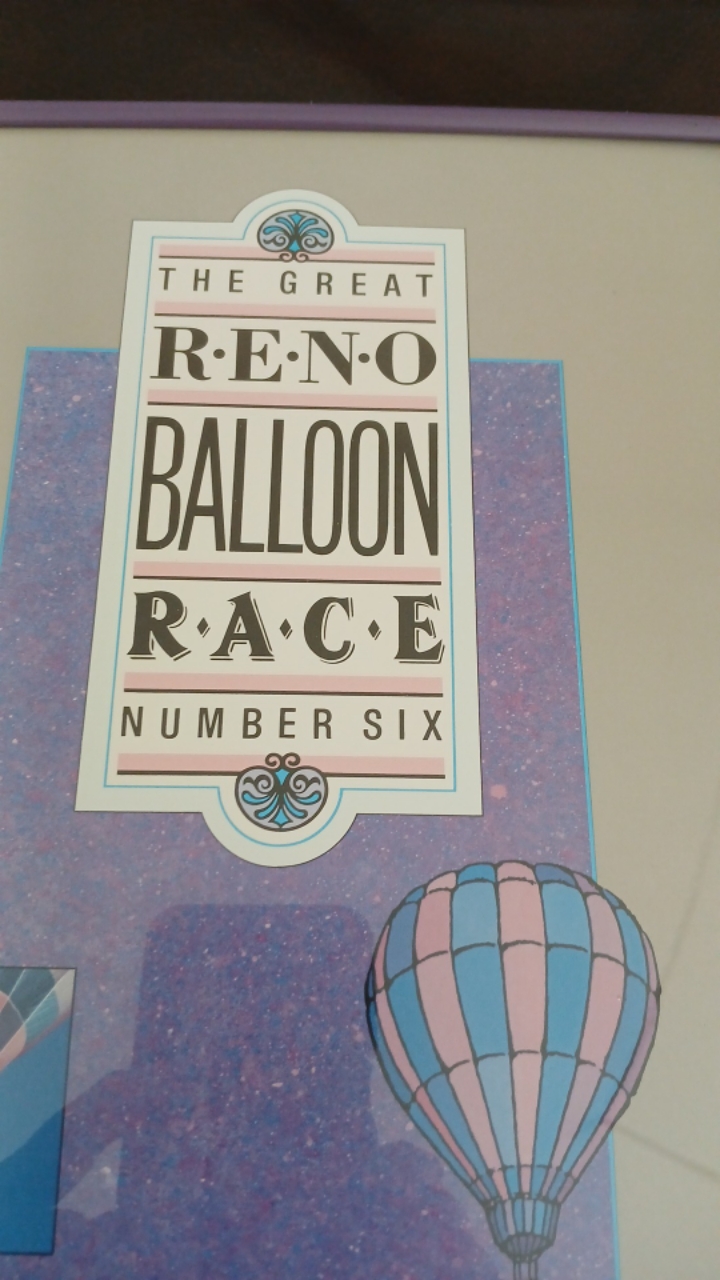 THE GREAT
R·E·N·O
BALLOON
R·A·C·E
NUMBER SIX